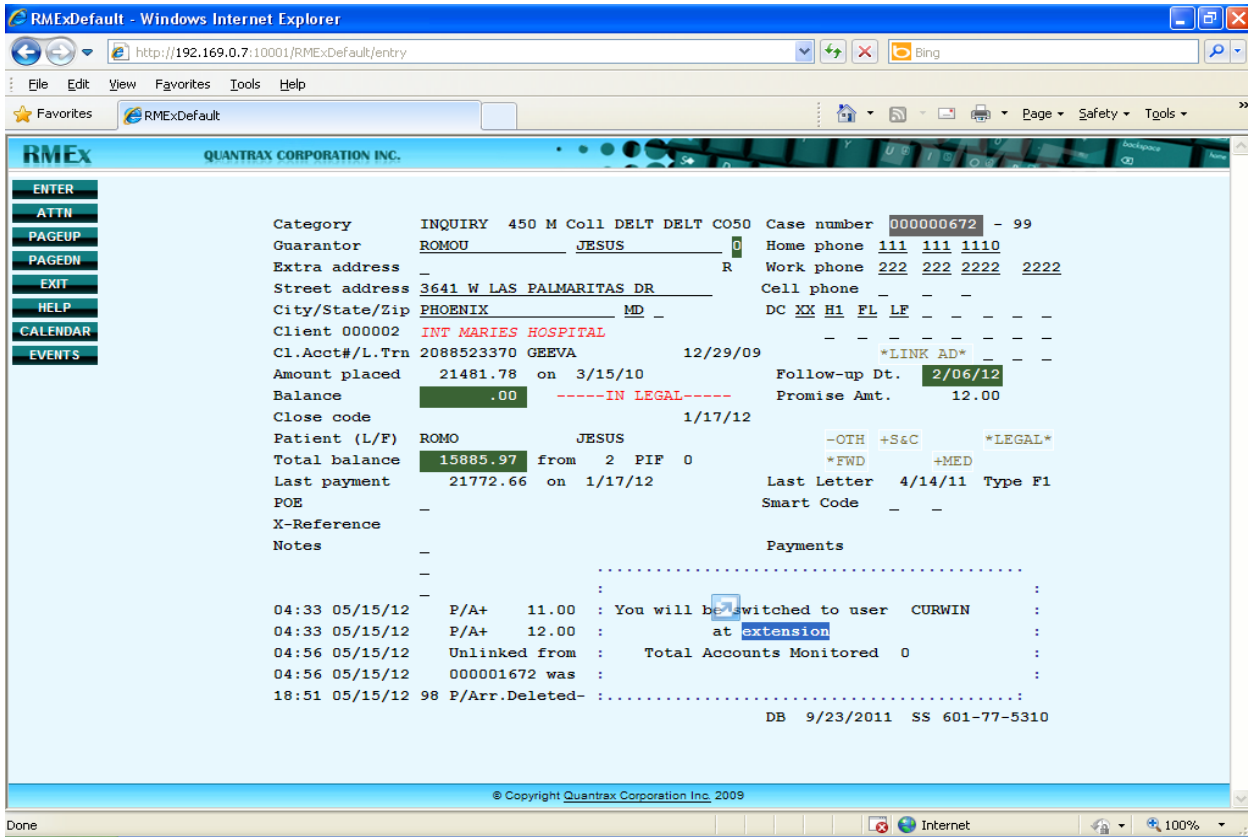 RMExDefault - Windows Internet Explorer
http://192.169.0.7:10001/RMExDefault/entry
Bing
File Edit View Favorites Tools Help
Favorites RMExDefault Page Safety Tools
RMEx QUANTRAX CORPORATION INC.
ENTER
ATTN
PAGEUP
PAGEDN
EXIT
HELP
CALENDAR
EVENTS
Category INQUIRY 450 M Coll DELT DELT CO50 Case number 000000672 - 99
Guarantor ROMOU JESUS 0 Home phone 111 111 1110
Extra address _ R Work phone 222 222 2222 2222
Street address 3641 W LAS PALMARITAS DR Cell phone _ _ _
City/State/Zip PHOENIX MD _ DC XX H1 FL LF _ _ _ _ _
Client 000002 INT MARIES HOSPITAL _ _ _ _ _ _
Cl.Acct#/L.Trn 2088523370 GEEVA 12/29/09 *LINK AD* _ _ _
Amount placed 21481.78 on 3/15/10 Follow-up Dt. 2/06/12
Balance .00 -----IN LEGAL----- Promise Amt. 12.00
Close code 1/17/12
Patient (L/F) ROMO JESUS -OTH +S&C *LEGAL*
Total balance 15885.97 from 2 PIF 0 *FWD +MED
Last payment 21772.66 on 1/17/12 Last Letter 4/14/11 Type F1
POE _ Smart Code _ _
X-Reference
Notes _ Payments
_ ........................................
_ : :
04:33 05/15/12 P/A+ 11.00 : You will be switched to user CURWIN :
04:33 05/15/12 P/A+ 12.00 : at extension :
04:56 05/15/12 Unlinked from : Total Accounts Monitored 0 :
04:56 05/15/12 000001672 was : :
18:51 05/15/12 98 P/Arr.Deleted- :.......................................:
DB 9/23/2011 SS 601-77-5310
© Copyright Quantrax Corporation Inc. 2009
Done Internet 100%